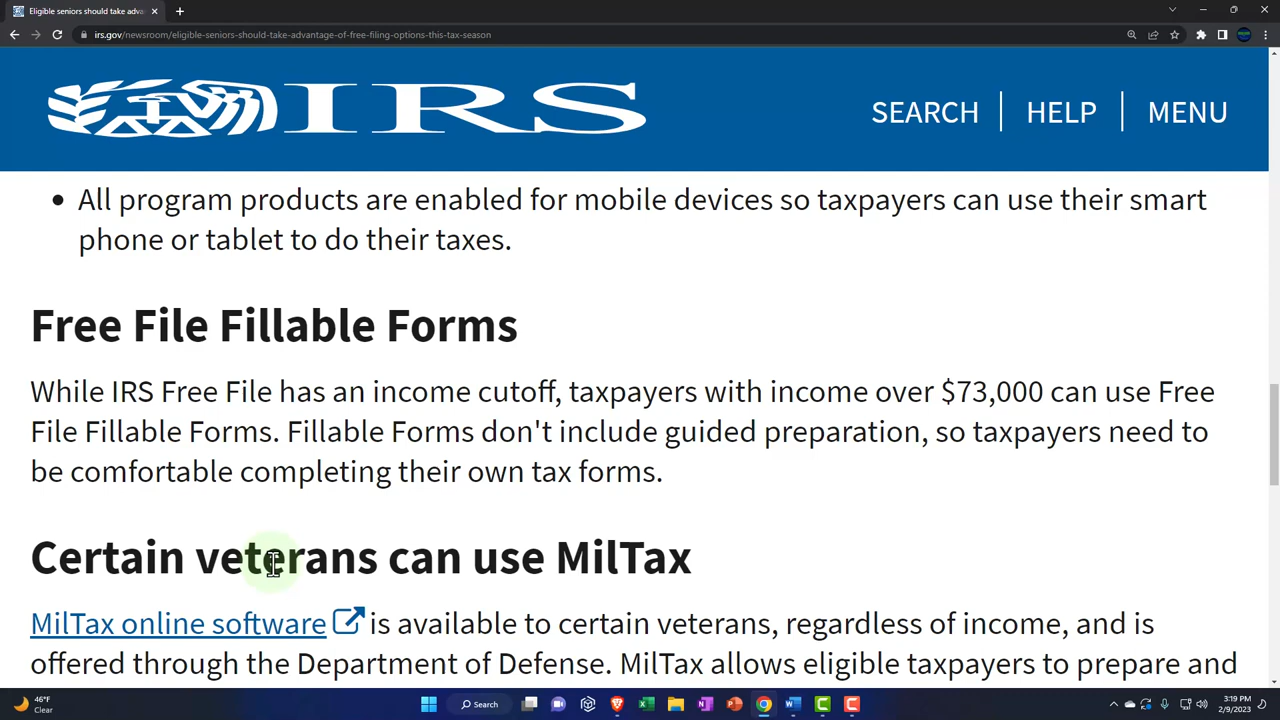 Eligible seniors should take adva
irs.gov/newsroom/eligible-seniors-should-take-advantage-of-free-filing-options-this-tax-season
IRS
SEARCH
HELP
MENU
• All program products are enabled for mobile devices so taxpayers can use their smart
phone or tablet to do their taxes.
Free File Fillable Forms
While IRS Free File has an income cutoff, taxpayers with income over $73,000 can use Free
File Fillable Forms. Fillable Forms don't include guided preparation, so taxpayers need to
be comfortable completing their own tax forms.
Certain veterans can use MilTax
MilTax online software is available to certain veterans, regardless of income, and is
offered through the Department of Defense. MilTax allows eligible taxpayers to prepare and
46°F
Clear
Search
3:19 PM
2/9/2023